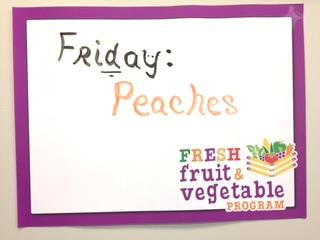 Friday:
Peaches
FRESH
fruit &
vegetable
PROGRAM